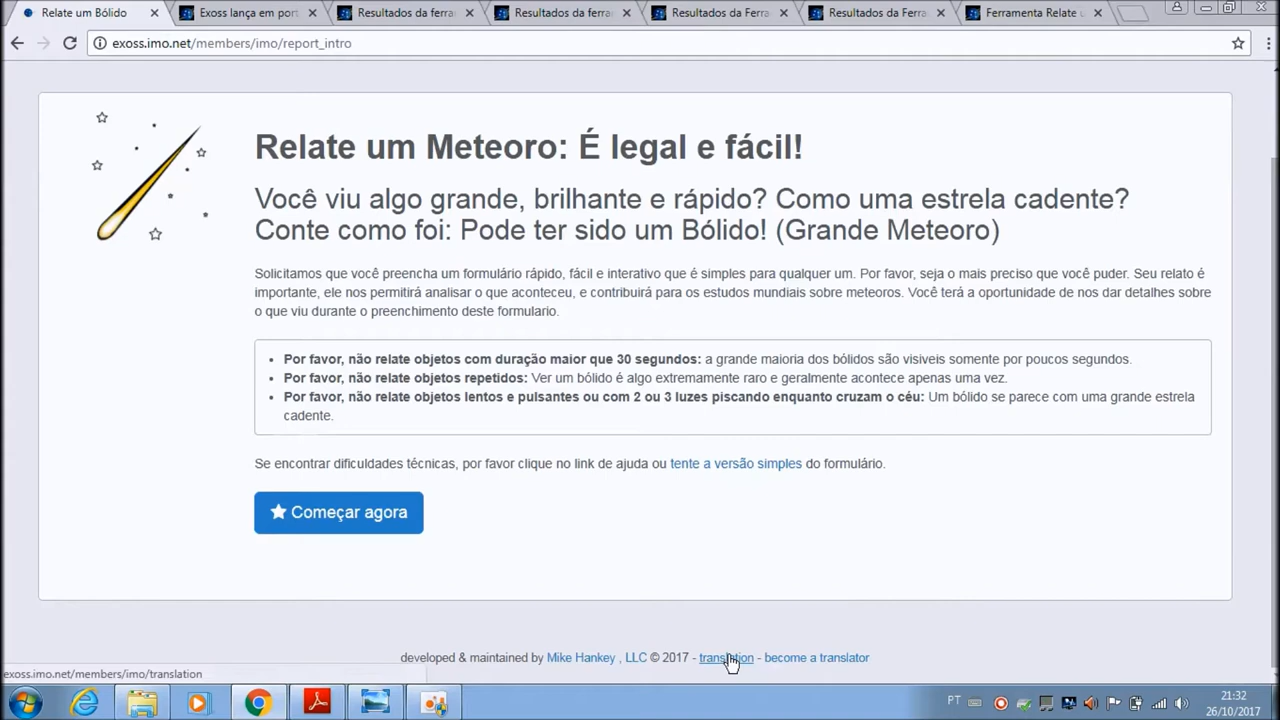 Relate um Bólido
Exoss lança em port
Resultados da ferra
Resultados da ferra
Resultados da Ferra
Resultados da Ferra
Ferramenta Relate u
exoss.imo.net/members/imo/report_intro
Relate um Meteoro: É legal e fácil!
Você viu algo grande, brilhante e rápido? Como uma estrela cadente?
Conte como foi: Pode ter sido um Bólido! (Grande Meteoro)
Solicitamos que você preencha um formulário rápido, fácil e interativo que é simples para qualquer um. Por favor, seja o mais preciso que você puder. Seu relato é
importante, ele nos permitirá analisar o que aconteceu, e contribuirá para os estudos mundiais sobre meteoros. Você terá a oportunidade de nos dar detalhes sobre
o que viu durante o preenchimento deste formulario.
• Por favor, não relate objetos com duração maior que 30 segundos: a grande maioria dos bólidos são visiveis somente por poucos segundos.
• Por favor, não relate objetos repetidos: Ver um bólido é algo extremamente raro e geralmente acontece apenas uma vez.
• Por favor, não relate objetos lentos e pulsantes ou com 2 ou 3 luzes piscando enquanto cruzam o céu: Um bólido se parece com uma grande estrela
cadente.
Se encontrar dificuldades técnicas, por favor clique no link de ajuda ou tente a versão simples do formulário.
Começar agora
developed & maintained by Mike Hankey , LLC © 2017 - translation - become a translator
exoss.imo.net/members/imo/translation
PT
21:32
26/10/2017